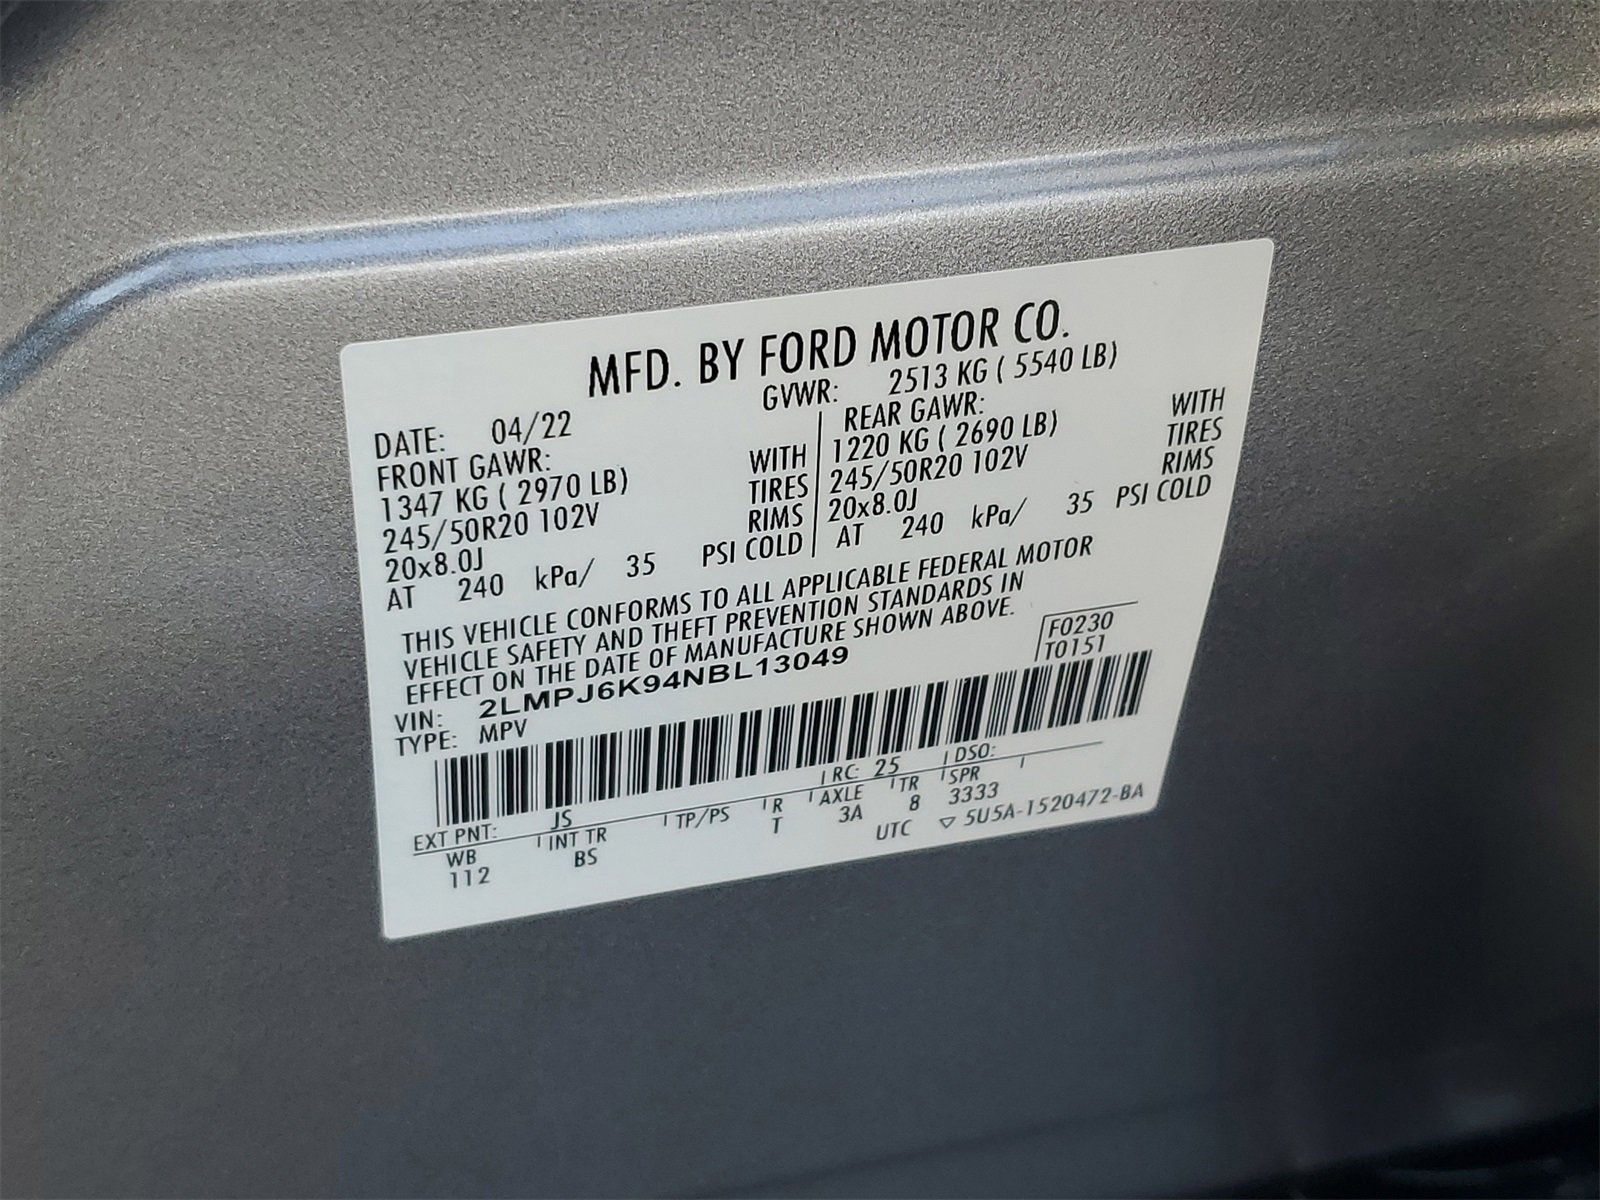 MFD. BY FORD MOTOR CO.
DATE: 04/22 GVWR: 2513 KG ( 5540 LB)
FRONT GAWR: REAR GAWR:
1347 KG ( 2970 LB) WITH 1220 KG ( 2690 LB) WITH
245/50R20 102V TIRES 245/50R20 102V TIRES
20x8.0J RIMS 20x8.0J RIMS
AT 240 kPa/ 35 PSI COLD AT 240 kPa/ 35 PSI COLD
THIS VEHICLE CONFORMS TO ALL APPLICABLE FEDERAL MOTOR
VEHICLE SAFETY AND THEFT PREVENTION STANDARDS IN
EFFECT ON THE DATE OF MANUFACTURE SHOWN ABOVE.
F0230
T0151
VIN: 2LMPJ6K94NBL13049
TYPE: MPV
EXT PNT: JS RC: 25 DSO:
WB INT TR TP/PS R AXLE TR SPR
112 BS T 3A 8 3333
UTC ▽ 5U5A-1520472-BA